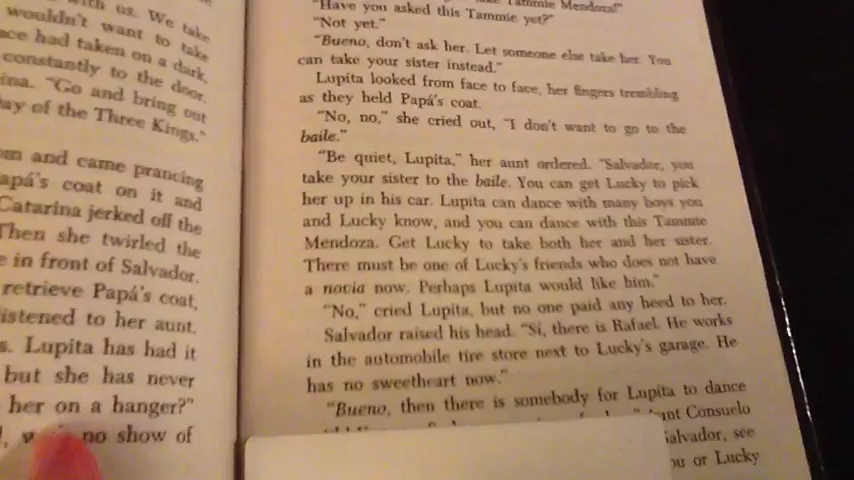 with us. We take
wouldn't want to take
ace had taken on a dark,
constantly to the door.
ina. "Go and bring out
ay of the Three Kings."
m and came prancing
apá's coat on it and
Catarina jerked off the
Then she twirled the
e in front of Salvador.
retrieve Papá's coat,
istened to her aunt.
s. Lupita has had it
but she has never
her on a hanger?"
no show of
Tammie Mendoza!"
"Have you asked this Tammie yet?"
"Not yet."
"Bueno, don't ask her. Let someone else take her. You
can take your sister instead."
Lupita looked from face to face, her fingers trembling
as they held Papá's coat.
"No, no," she cried out, "I don't want to go to the
baile."
"Be quiet, Lupita," her aunt ordered. "Salvador, you
take your sister to the baile. You can get Lucky to pick
her up in his car. Lupita can dance with many boys you
and Lucky know, and you can dance with this Tammie
Mendoza. Get Lucky to take both her and her sister.
There must be one of Lucky's friends who does not have
a novia now. Perhaps Lupita would like him."
"No," cried Lupita, but no one paid any heed to her.
Salvador raised his head. "Sí, there is Rafael. He works
in the automobile tire store next to Lucky's garage. He
has no sweetheart now."
"Bueno, then there is somebody for Lupita to dance
unt Consuelo
alvador, see
ou or Lucky